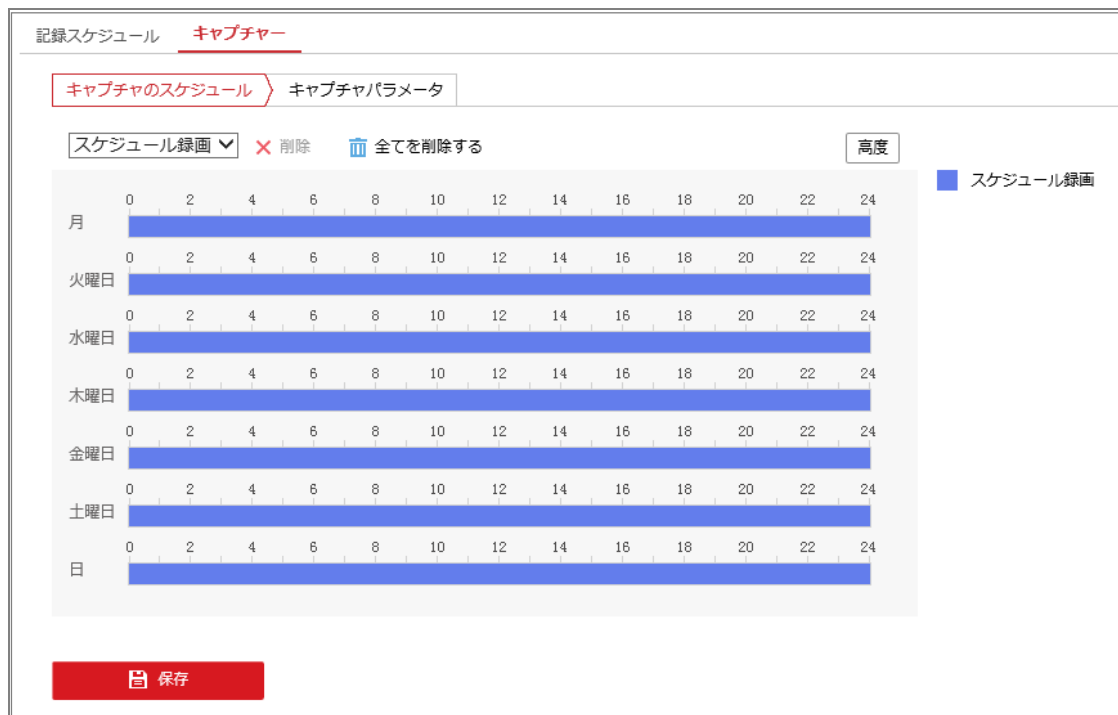 記録スケジュール キャプチャー
キャプチャのスケジュール キャプチャパラメータ
スケジュール録画 削除 全てを削除する 高度
スケジュール録画
0 2 4 6 8 10 12 14 16 18 20 22 24
月
0 2 4 6 8 10 12 14 16 18 20 22 24
火曜日
0 2 4 6 8 10 12 14 16 18 20 22 24
水曜日
0 2 4 6 8 10 12 14 16 18 20 22 24
木曜日
0 2 4 6 8 10 12 14 16 18 20 22 24
金曜日
0 2 4 6 8 10 12 14 16 18 20 22 24
土曜日
0 2 4 6 8 10 12 14 16 18 20 22 24
日
保存